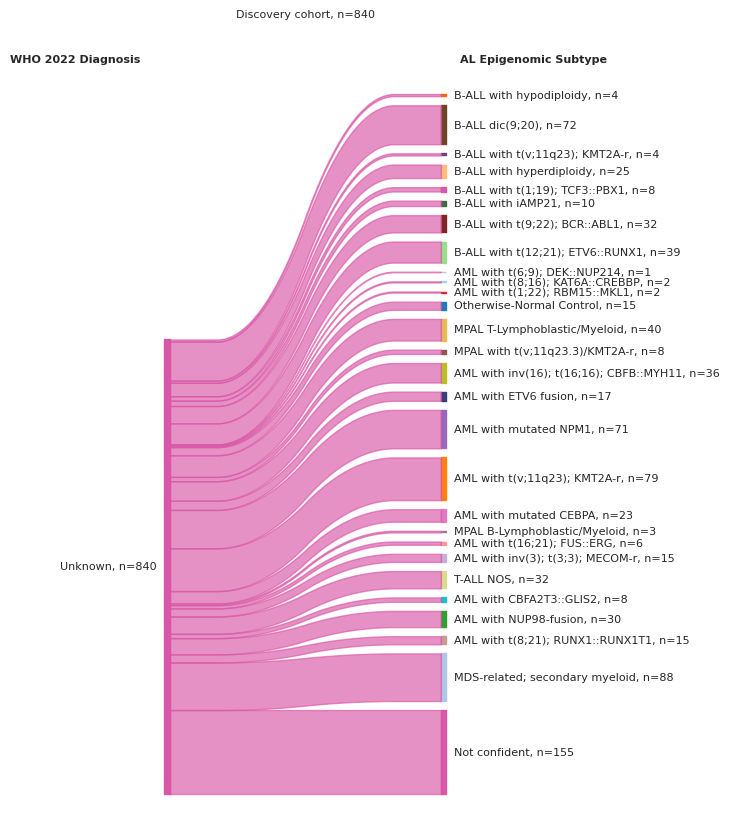 Discovery cohort, n=840
WHO 2022 Diagnosis
AL Epigenomic Subtype
B-ALL with hypodiploidy, n=4
B-ALL dic(9;20), n=72
B-ALL with t(v;11q23); KMT2A-r, n=4
B-ALL with hyperdiploidy, n=25
B-ALL with t(1;19); TCF3::PBX1, n=8
B-ALL with iAMP21, n=10
B-ALL with t(9;22); BCR::ABL1, n=32
B-ALL with t(12;21); ETV6::RUNX1, n=39
AML with t(6;9); DEK::NUP214, n=1
AML with t(8;16); KAT6A::CREBBP, n=2
AML with t(1;22); RBM15::MKL1, n=2
Otherwise-Normal Control, n=15
MPAL T-Lymphoblastic/Myeloid, n=40
MPAL with t(v;11q23.3)/KMT2A-r, n=8
AML with inv(16); t(16;16); CBFB::MYH11, n=36
AML with ETV6 fusion, n=17
AML with mutated NPM1, n=71
AML with t(v;11q23); KMT2A-r, n=79
AML with mutated CEBPA, n=23
MPAL B-Lymphoblastic/Myeloid, n=3
AML with t(16;21); FUS::ERG, n=6
AML with inv(3); t(3;3); MECOM-r, n=15
Unknown, n=840
T-ALL NOS, n=32
AML with CBFA2T3::GLIS2, n=8
AML with NUP98-fusion, n=30
AML with t(8;21); RUNX1::RUNX1T1, n=15
MDS-related; secondary myeloid, n=88
Not confident, n=155